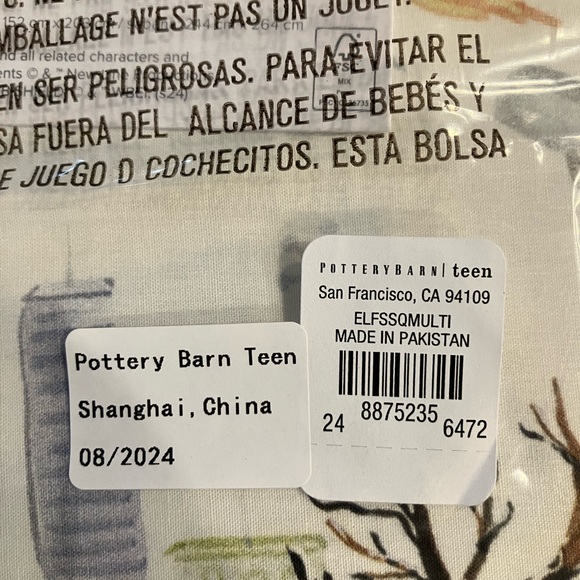 MBALLAGE N'EST PAS UN JOUET.
nd all related characters and
EN SER PELIGROSAS. PARA EVITAR EL
SA FUERA DEL ALCANCE DE BEBÉS Y
E JUEGO O COCHECITOS. ESTA BOLSA
POTTERYBARN | teen
San Francisco, CA 94109
ELFSSQMULTI
MADE IN PAKISTAN
24 8875235 6472
Pottery Barn Teen
Shanghai, China
08/2024